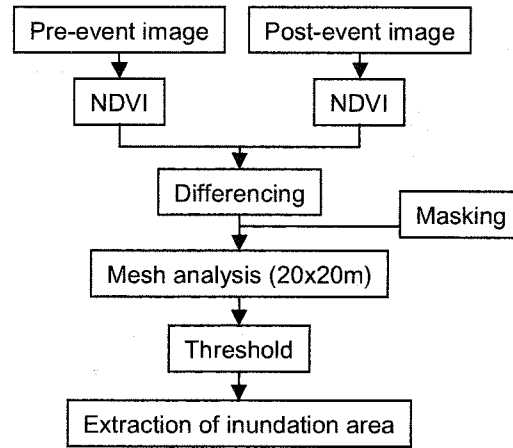 Pre-event image
Post-event image
NDVI
NDVI
Differencing
Masking
Mesh analysis (20x20m)
Threshold
Extraction of inundation area